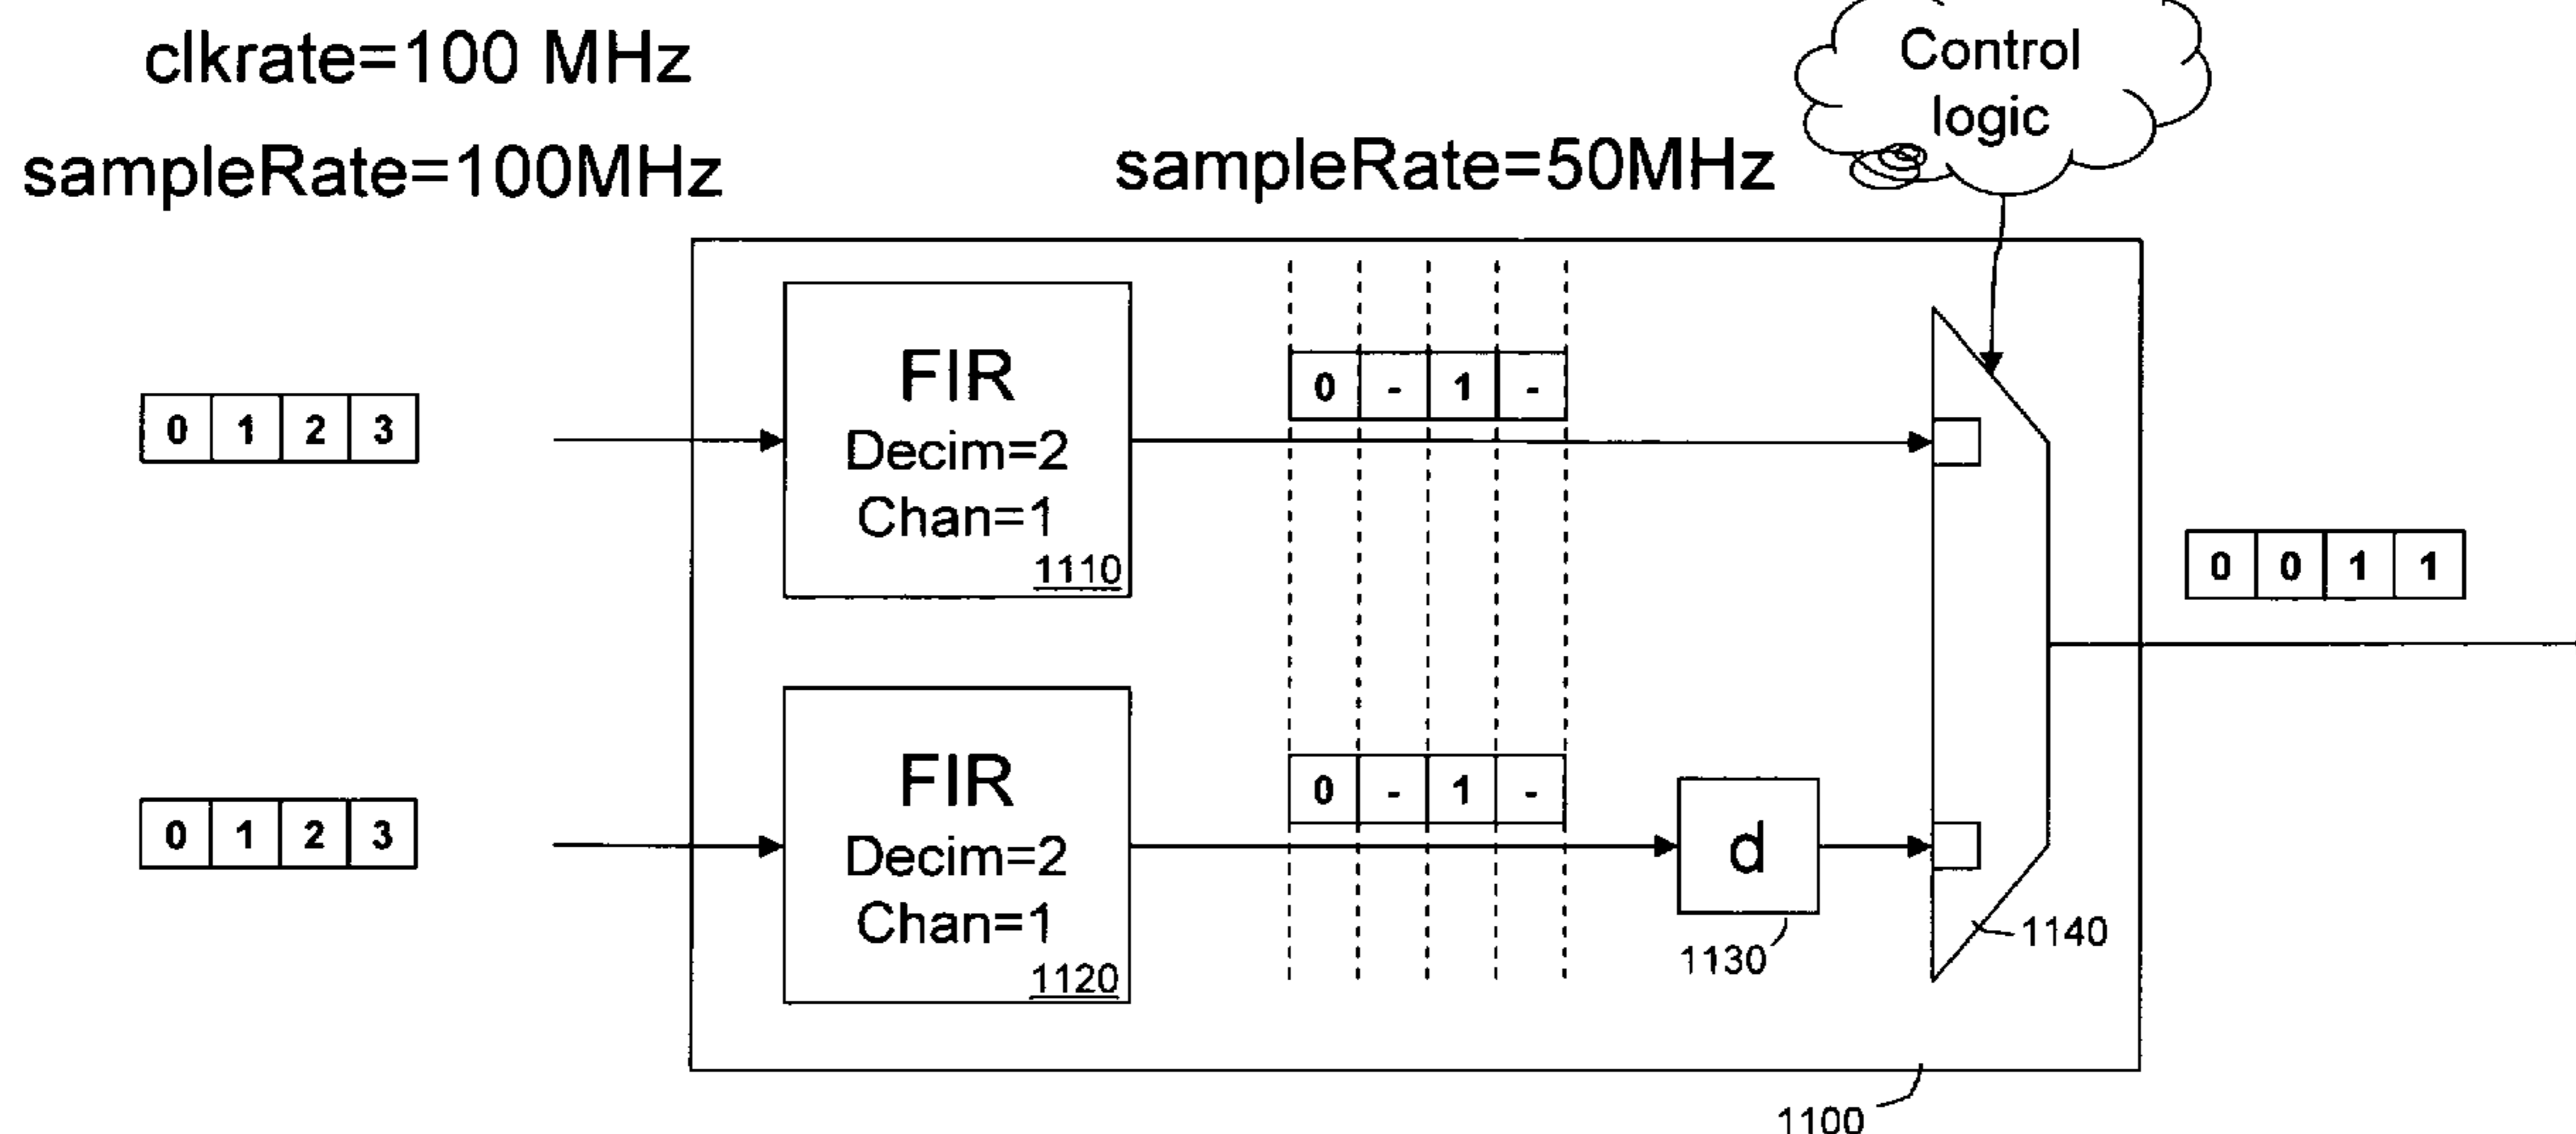 clkrate=100 MHz
sampleRate=100MHz
sampleRate=50MHz
Control
logic
0 1 2 3
FIR
Decim=2
Chan=1
1110
0 - 1 -
0 0 1 1
0 1 2 3
FIR
Decim=2
Chan=1
1120
0 - 1 -
d
1130
1140
1100